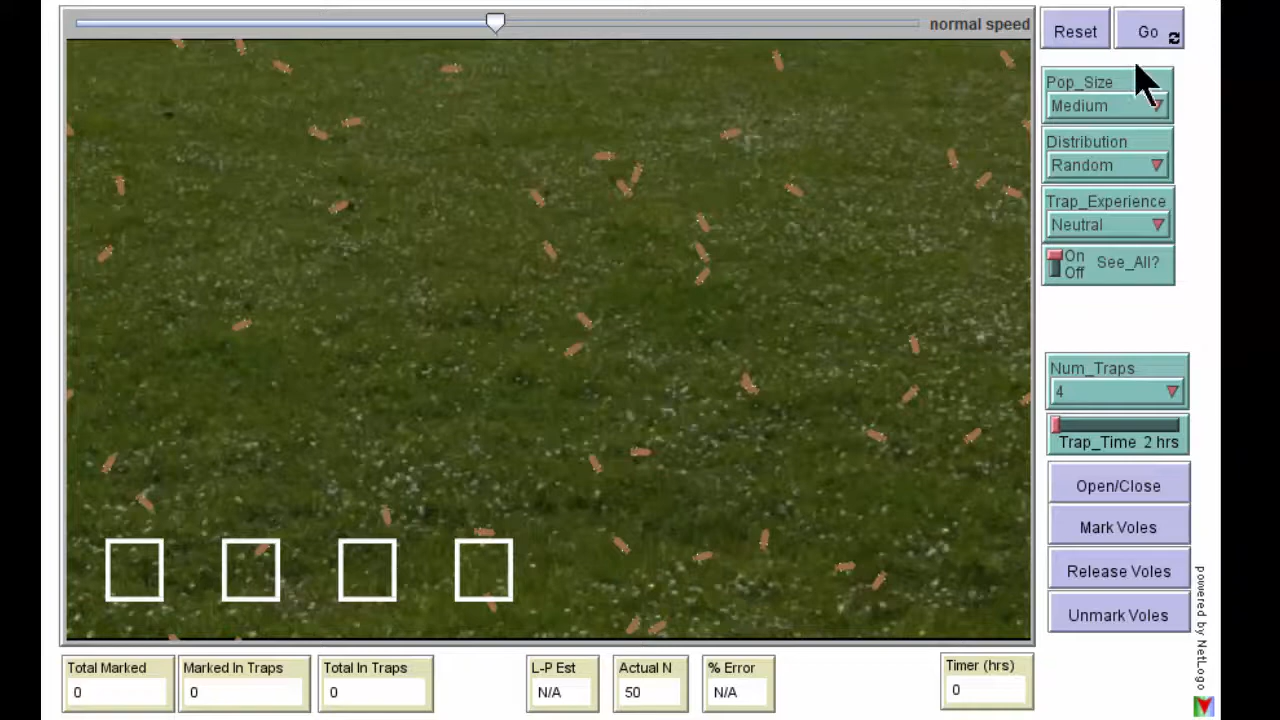 normal speed
Reset
Go
Pop_Size
Medium
Distribution
Random
Trap_Experience
Neutral
On
Off
See_All?
Num_Traps
4
Trap_Time 2 hrs
Open/Close
Mark Voles
Release Voles
Unmark Voles
powered by NetLogo
Total Marked
0
Marked In Traps
0
Total In Traps
0
L-P Est
N/A
Actual N
50
% Error
N/A
Timer (hrs)
0